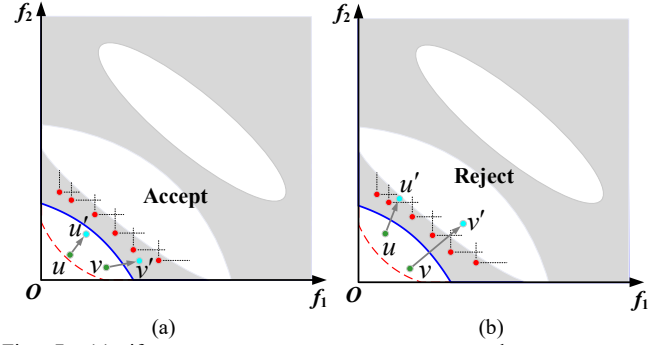 f₂
f₂
Accept
Reject
u′
u′
v′
u
v
v′
u
v
O
f₁
O
f₁
(a)
(b)